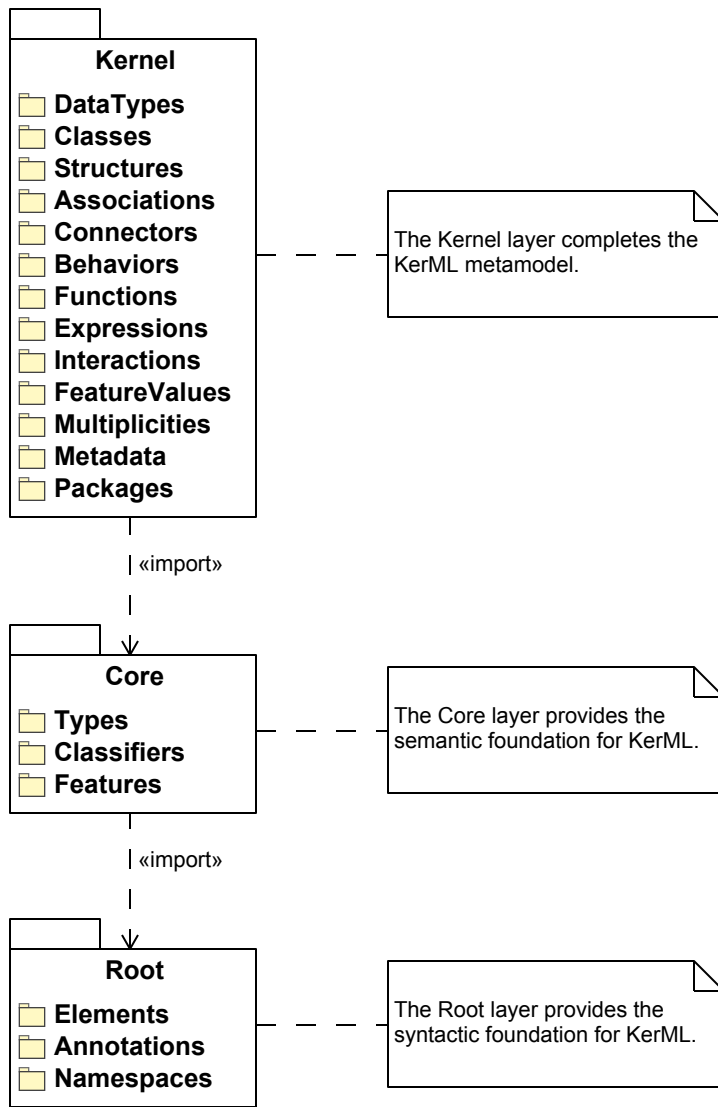 Kernel
DataTypes
Classes
Structures
Associations
Connectors
Behaviors
Functions
Expressions
Interactions
FeatureValues
Multiplicities
Metadata
Packages
The Kernel layer completes the
KerML metamodel.
«import»
Core
Types
Classifiers
Features
The Core layer provides the
semantic foundation for KerML.
«import»
Root
Elements
Annotations
Namespaces
The Root layer provides the
syntactic foundation for KerML.